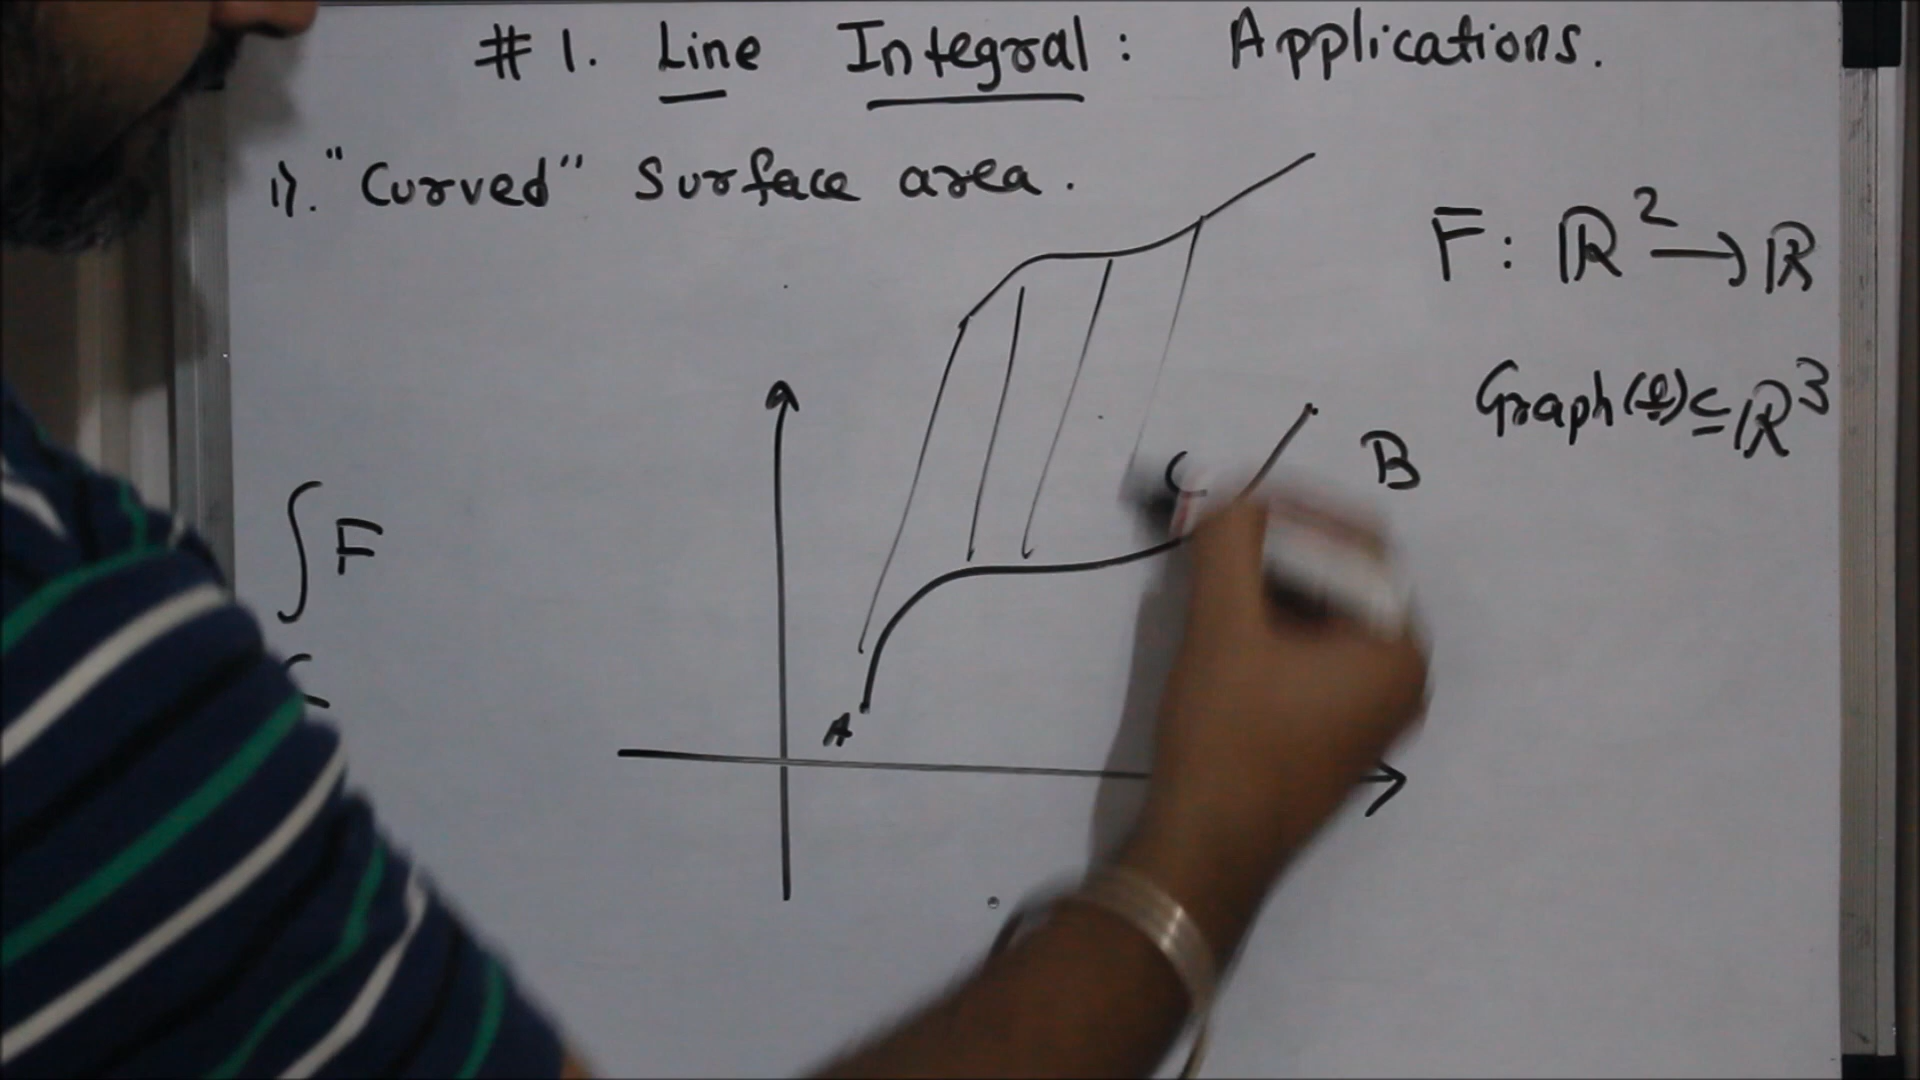 #1. Line Integral: Applications.
1). "Curved" Surface area.
F: ℝ² → ℝ
Graph(f) ⊆ ℝ³
B
C
∫ F
A